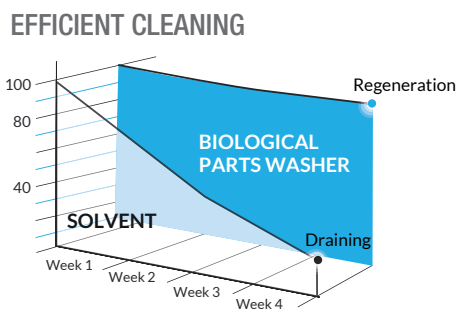 EFFICIENT CLEANING
100
80
40
Regeneration
BIOLOGICAL
PARTS WASHER
SOLVENT
Draining
Week 1
Week 2
Week 3
Week 4